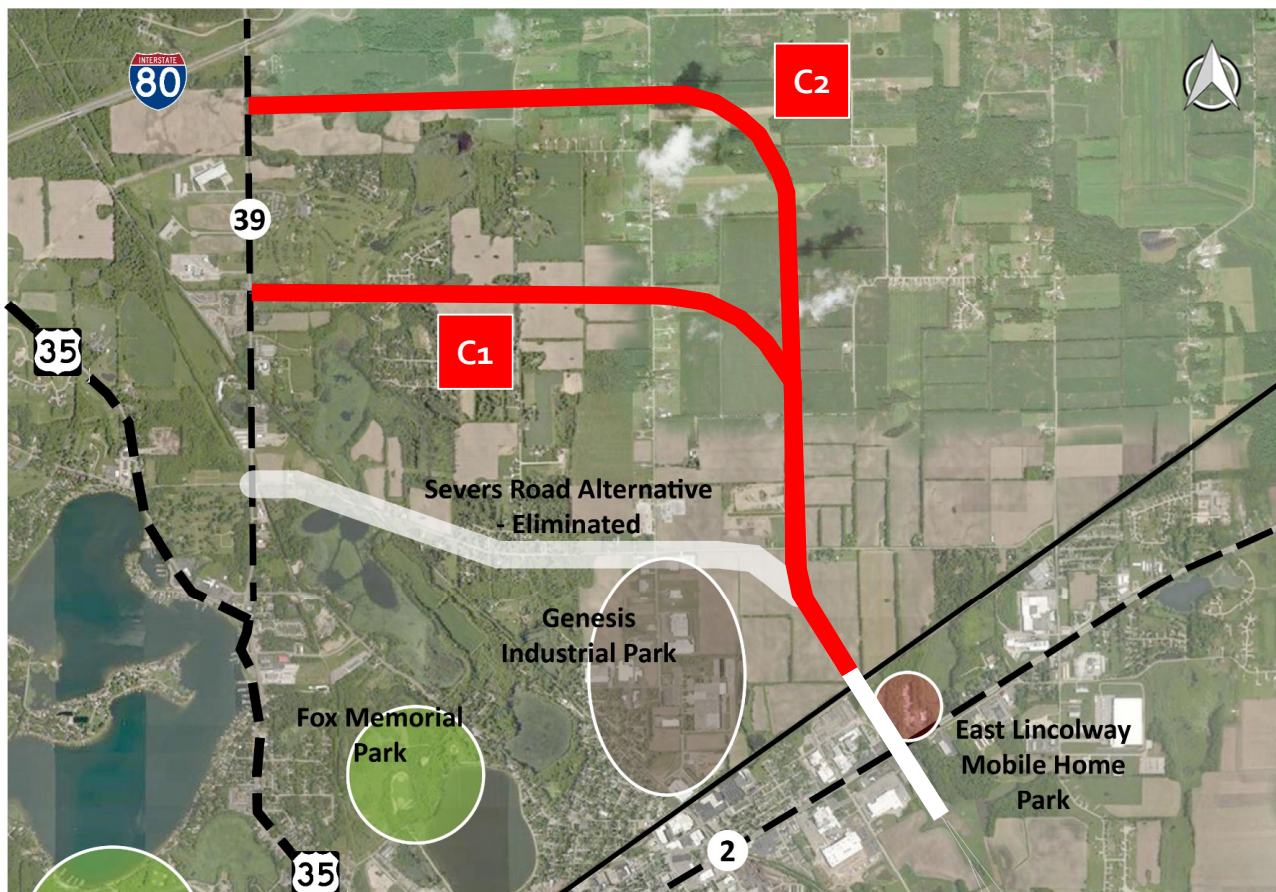 INTERSTATE
80
C2
39
35
C1
Severs Road Alternative
- Eliminated
Genesis
Industrial Park
Fox Memorial
Park
East Lincolway
Mobile Home
Park
2
35